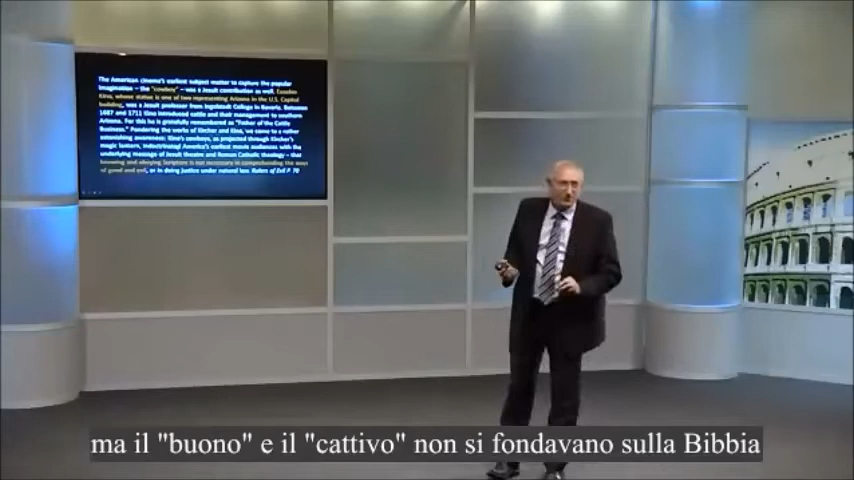 The American cinema's earliest subject matter to capture the popular
imagination – the "cowboy" – was a Jesuit contribution as well. Eusebio
Kino, whose statue is one of two representing Arizona in the U.S. Capitol
building, was a Jesuit professor from Ingolstadt College in Bavaria. Between
1687 and 1711 Kino introduced cattle and their management to southern
Arizona. For this he is gratefully remembered as "Father of the Cattle
Business." Pondering the works of Kircher and Kino, we come to a rather
astonishing awareness: Kino's cowboys, as projected through Kircher's
magic lantern, indoctrinated America's earliest movie audiences with the
underlying message of Jesuit theatre and Roman Catholic theology – that
knowing and obeying Scripture is not necessary in comprehending the ways
of good and evil, or in doing justice under natural law. Rulers of Evil P. 70
ma il "buono" e il "cattivo" non si fondavano sulla Bibbia